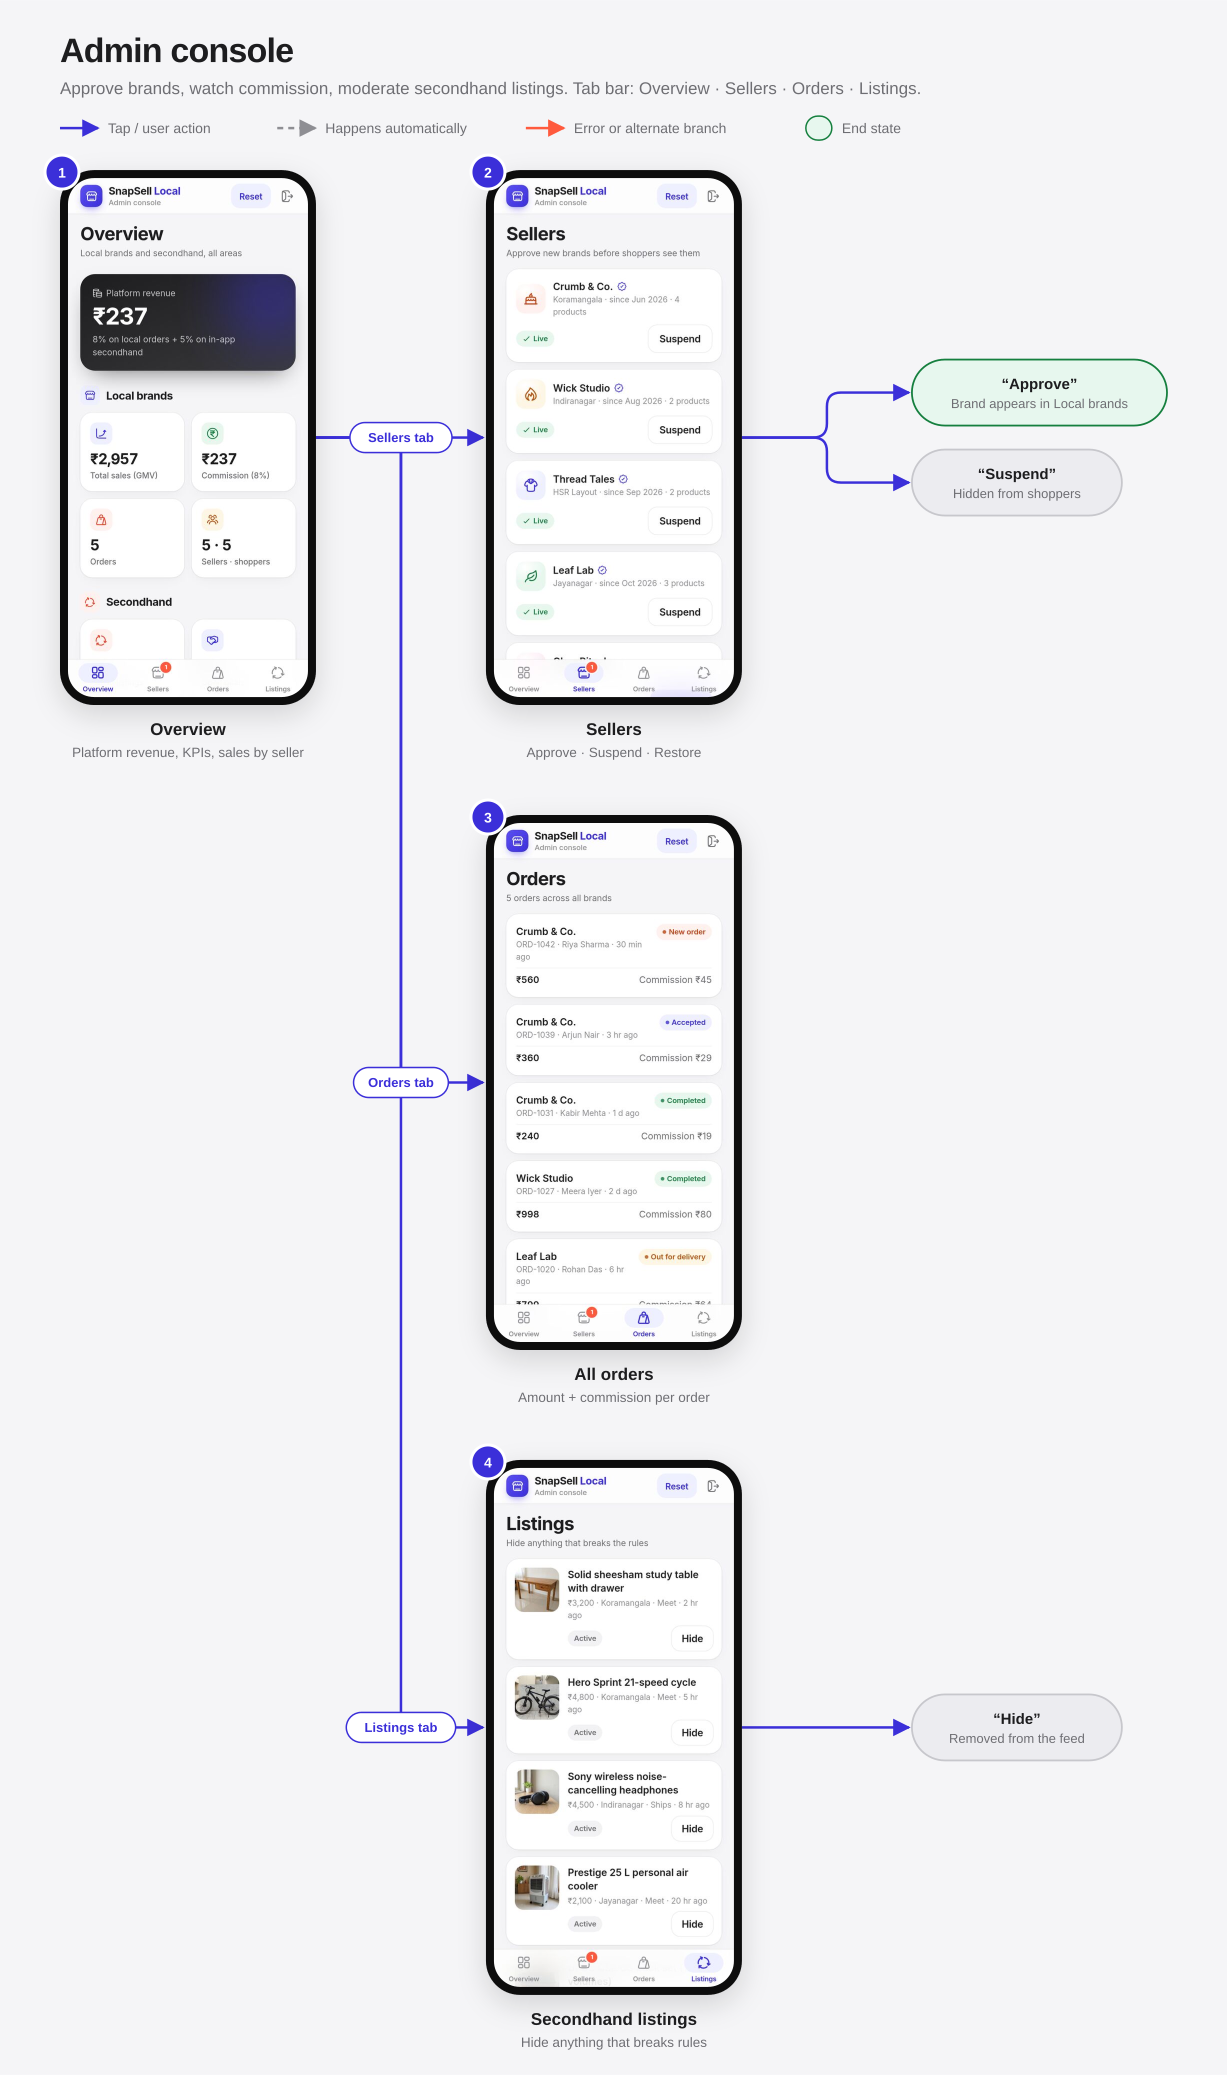 Admin console
Approve brands, watch commission, moderate secondhand listings. Tab bar: Overview · Sellers · Orders · Listings.
Tap / user action
Happens automatically
Error or alternate branch
End state
1
SnapSell Local
Admin console
Reset
Overview
Local brands and secondhand, all areas
Platform revenue
₹237
8% on local orders + 5% on in-app
secondhand
Local brands
₹2,957
Total sales (GMV)
₹237
Commission (8%)
5
Orders
5 · 5
Sellers · shoppers
Secondhand
Overview
1
Sellers
Orders
Listings
Overview
Platform revenue, KPIs, sales by seller
Sellers tab
2
SnapSell Local
Admin console
Reset
Sellers
Approve new brands before shoppers see them
Crumb & Co.
Koramangala · since Jun 2026 · 4
products
Live
Suspend
Wick Studio
Indiranagar · since Aug 2026 · 2 products
Live
Suspend
Thread Tales
HSR Layout · since Sep 2026 · 2 products
Live
Suspend
Leaf Lab
Jayanagar · since Oct 2026 · 3 products
Live
Suspend
Overview
1
Sellers
Orders
Listings
Sellers
Approve · Suspend · Restore
“Approve”
Brand appears in Local brands
“Suspend”
Hidden from shoppers
Orders tab
3
SnapSell Local
Admin console
Reset
Orders
5 orders across all brands
Crumb & Co.
New order
ORD-1042 · Riya Sharma · 30 min
ago
₹560
Commission ₹45
Crumb & Co.
Accepted
ORD-1039 · Arjun Nair · 3 hr ago
₹360
Commission ₹29
Crumb & Co.
Completed
ORD-1031 · Kabir Mehta · 1 d ago
₹240
Commission ₹19
Wick Studio
Completed
ORD-1027 · Meera Iyer · 2 d ago
₹998
Commission ₹80
Leaf Lab
Out for delivery
ORD-1020 · Rohan Das · 6 hr
ago
₹799
Commission ₹64
Overview
1
Sellers
Orders
Listings
All orders
Amount + commission per order
Listings tab
4
SnapSell Local
Admin console
Reset
Listings
Hide anything that breaks the rules
Solid sheesham study table
with drawer
₹3,200 · Koramangala · Meet · 2 hr
ago
Active
Hide
Hero Sprint 21-speed cycle
₹4,800 · Koramangala · Meet · 5 hr
ago
Active
Hide
Sony wireless noise-
cancelling headphones
₹4,500 · Indiranagar · Ships · 8 hr ago
Active
Hide
Prestige 25 L personal air
cooler
₹2,100 · Jayanagar · Meet · 20 hr ago
Active
Hide
Overview
1
Sellers
Orders
Listings
Secondhand listings
Hide anything that breaks rules
“Hide”
Removed from the feed